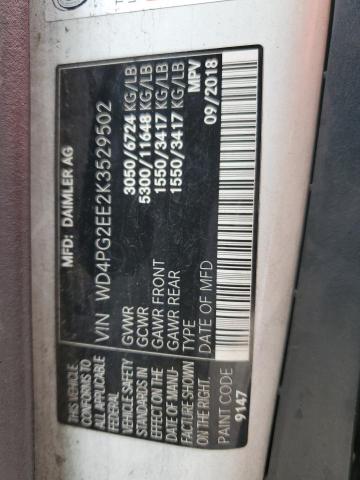 MFD: DAIMLER AG
VIN WD4PG2EE2K3529502
GVWR 3050/6724 KG/LB
GCWR 5300/11648 KG/LB
GAWR FRONT 1550/3417 KG/LB
GAWR REAR 1550/3417 KG/LB
TYPE MPV
DATE OF MFD 09/2018
THIS VEHICLE
CONFORMS TO
ALL APPLICABLE
FEDERAL
VEHICLE SAFETY
STANDARDS IN
EFFECT ON THE
DATE OF MANU-
FACTURE SHOWN
ON THE RIGHT.
PAINT CODE
9147